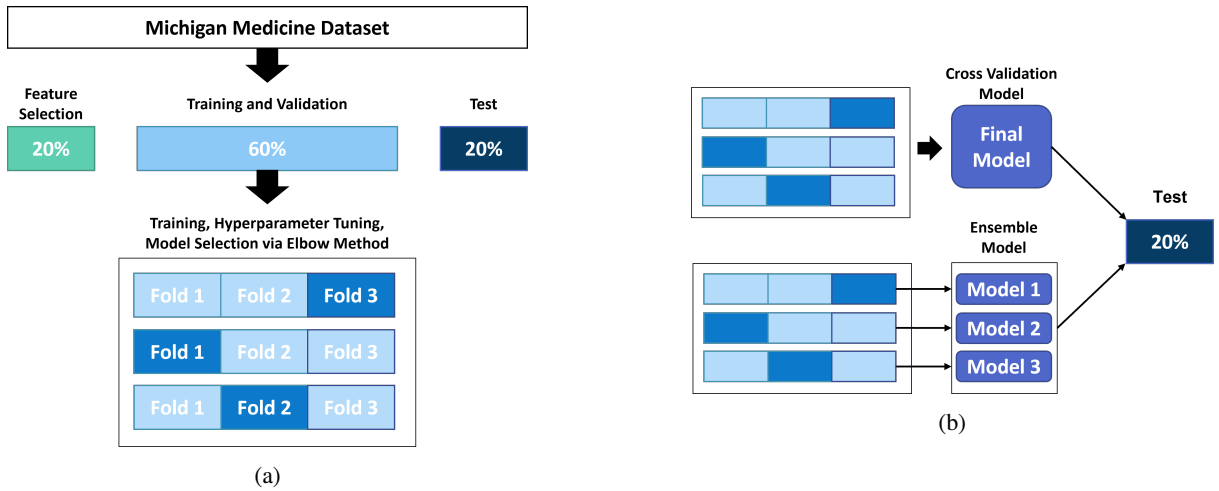 Michigan Medicine Dataset
Feature
Selection
Training and Validation
Test
20%
60%
20%
Training, Hyperparameter Tuning,
Model Selection via Elbow Method
Fold 1 Fold 2 Fold 3
Fold 1 Fold 2 Fold 3
Fold 1 Fold 2 Fold 3
(a)
Cross Validation
Model
Final
Model
Test
20%
Ensemble
Model
Model 1
Model 2
Model 3
(b)